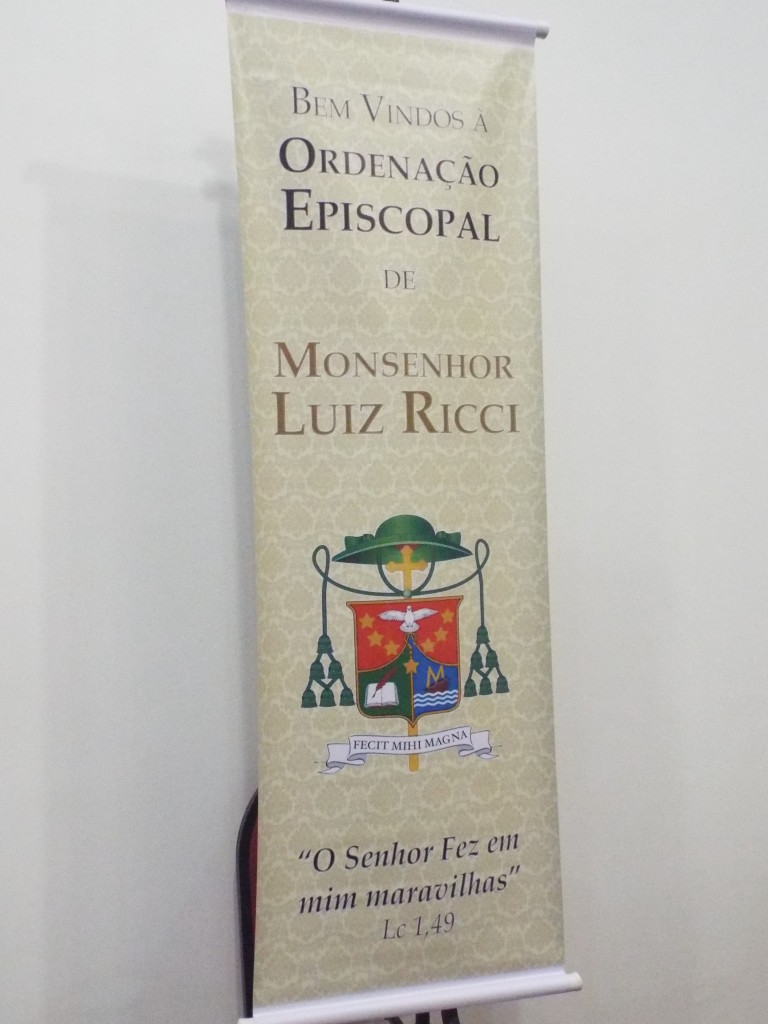 BEM VINDOS À
ORDENAÇÃO
EPISCOPAL
DE
MONSENHOR
LUIZ RICCI
M
FECIT MIHI MAGNA
“O Senhor Fez em
mim maravilhas”
Lc 1,49